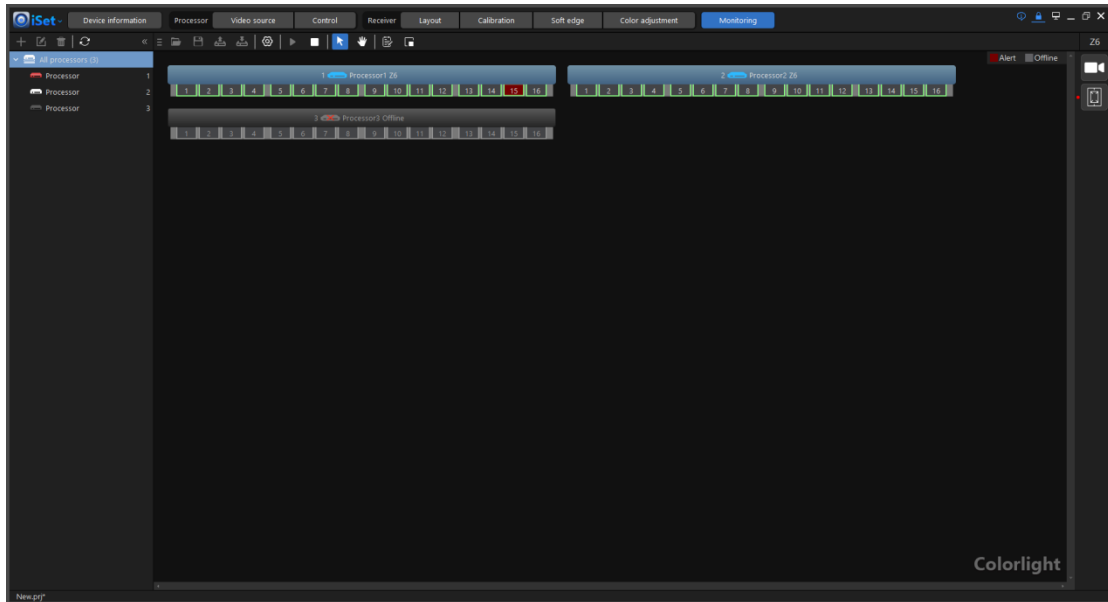 iSet Device information Processor Video source Control Receiver Layout Calibration Soft edge Color adjustment Monitoring
Z6
All processors (3)
Alert Offline
Processor 1
Processor 2
Processor 3
1 Processor1 Z6
1 2 3 4 5 6 7 8 9 10 11 12 13 14 15 16
2 Processor2 Z6
1 2 3 4 5 6 7 8 9 10 11 12 13 14 15 16
3 Processor3 Offline
1 2 3 4 5 6 7 8 9 10 11 12 13 14 15 16
Colorlight
New.prj*